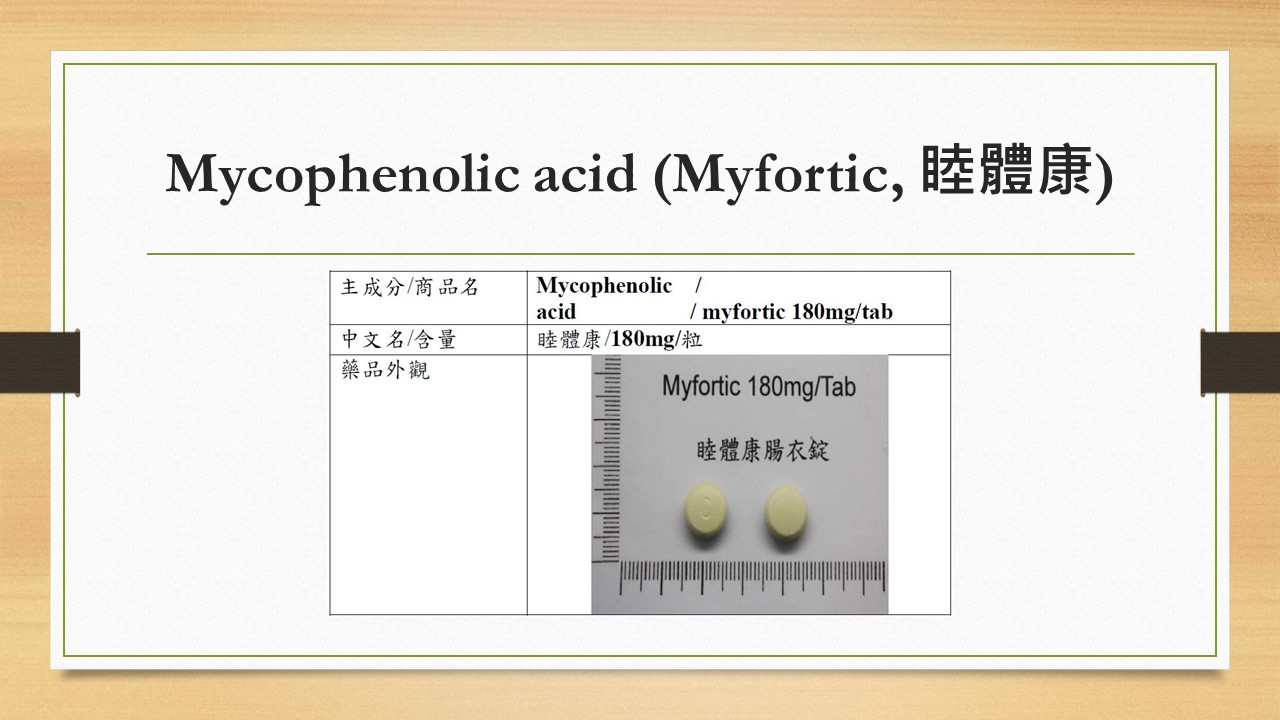 Mycophenolic acid (Myfortic, 睦體康)
主成分/商品名
Mycophenolic /
acid / myfortic 180mg/tab
中文名/含量
睦體康/180mg/粒
藥品外觀
Myfortic 180mg/Tab
睦體康腸衣錠
C